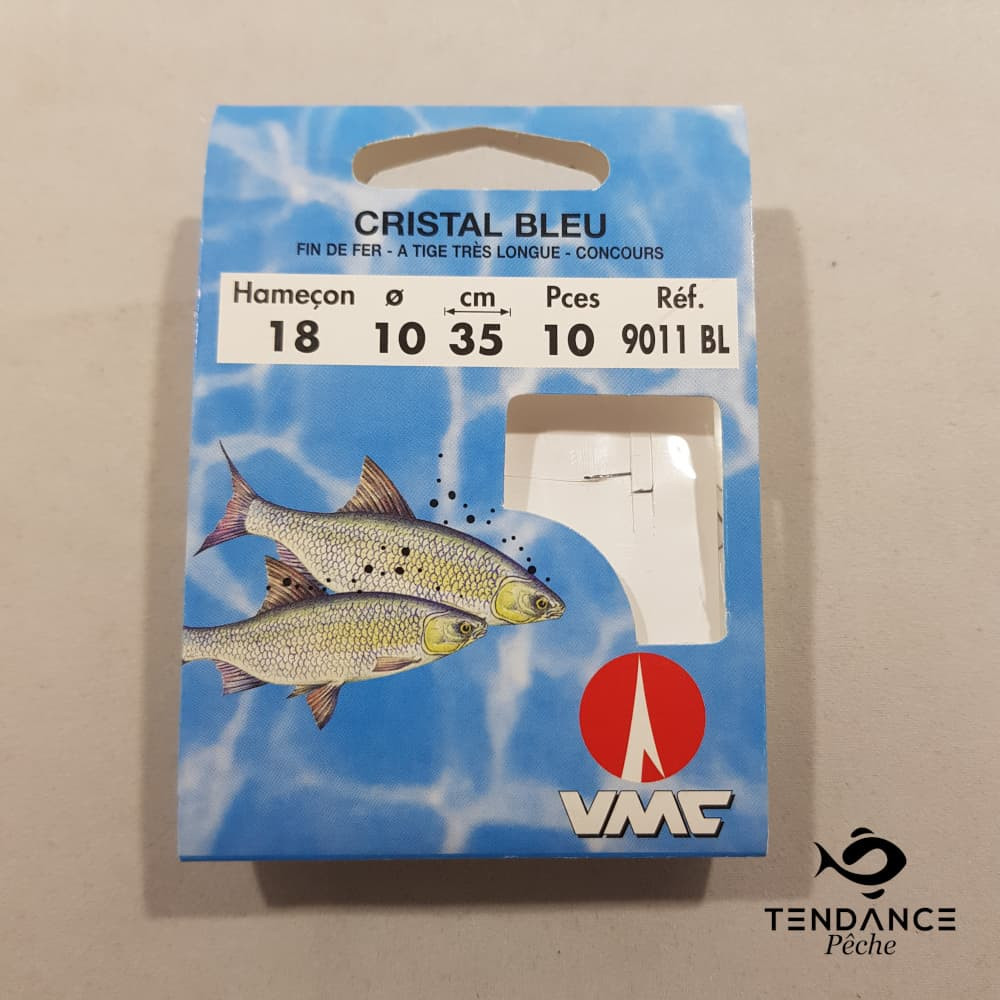 CRISTAL BLEU
FIN DE FER - A TIGE TRÈS LONGUE - CONCOURS
Hameçon ø cm Pces Réf.
18 10 35 10 9011 BL
VMC
TENDANCE
Pêche